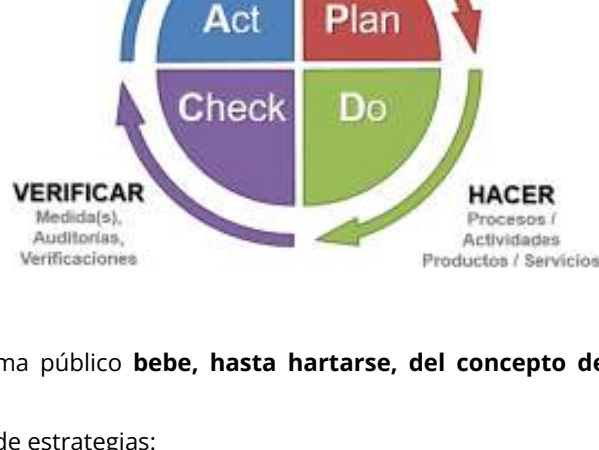 Act Plan
Check Do
VERIFICAR
Medida(s),
Auditorías,
Verificaciones
HACER
Procesos /
Actividades
Productos / Servicios
ma público bebe, hasta hartarse, del concepto de
de estrategias: